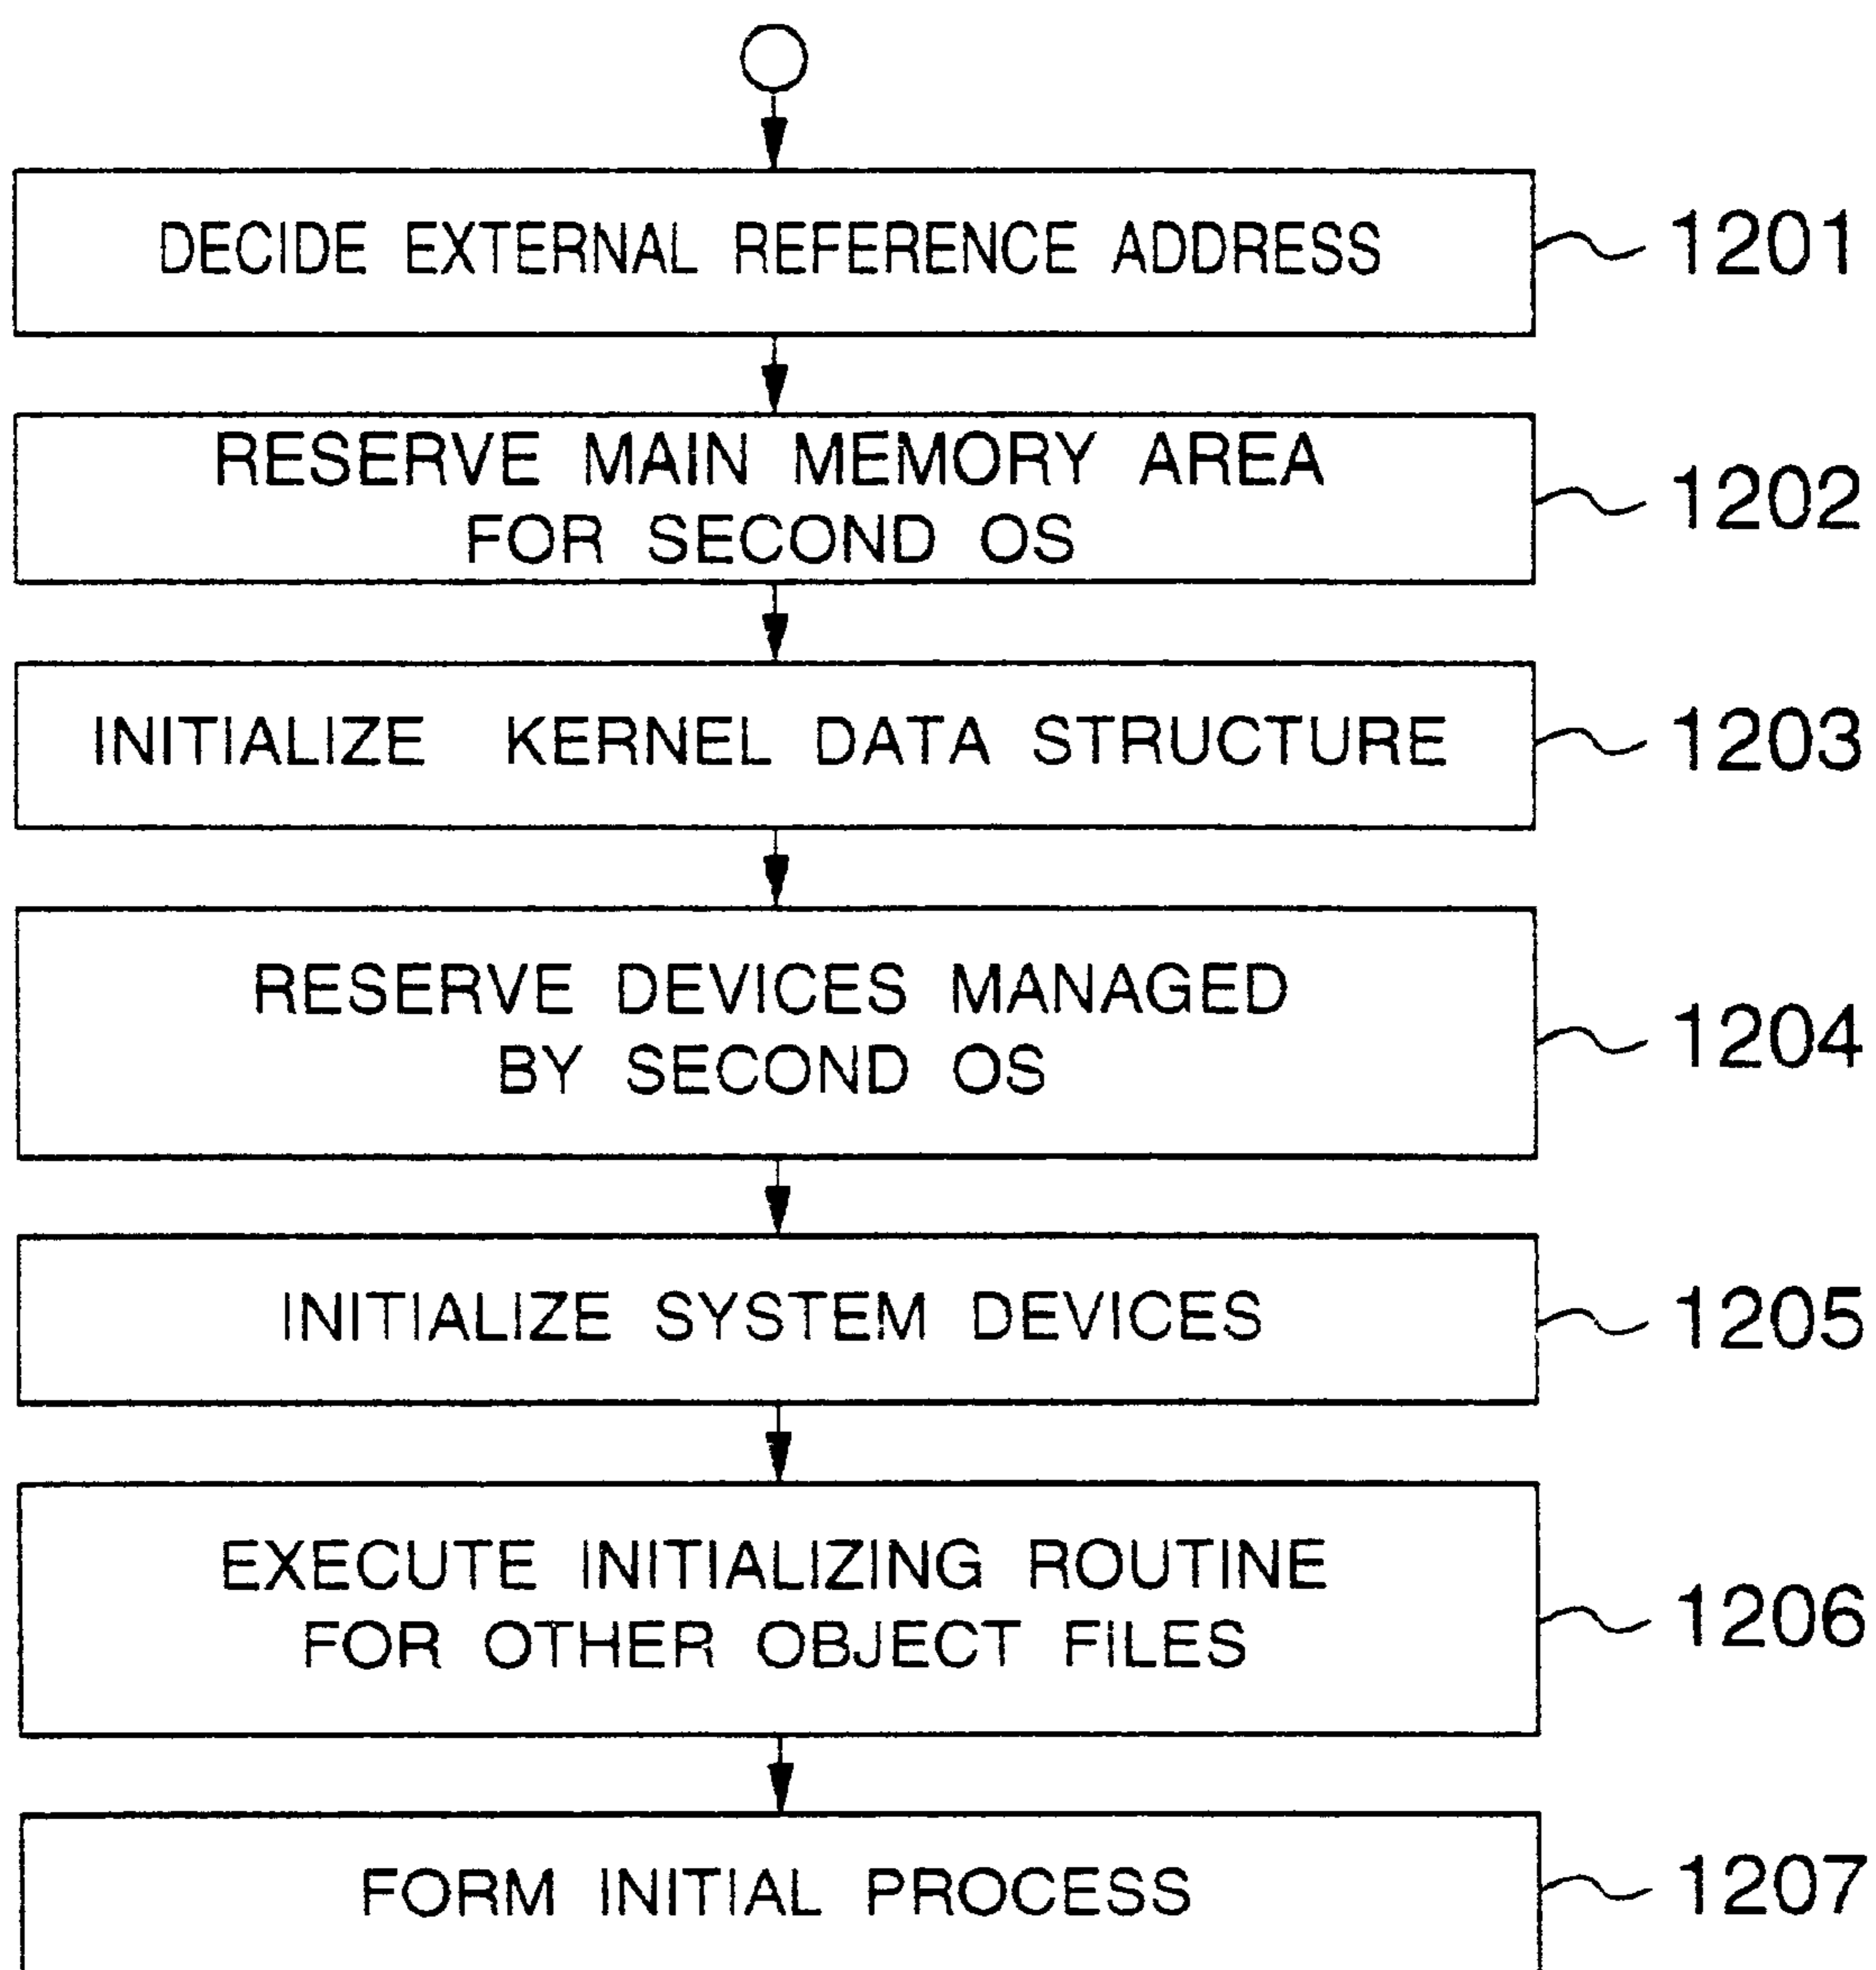 DECIDE EXTERNAL REFERENCE ADDRESS
1201
RESERVE MAIN MEMORY AREA
FOR SECOND OS
1202
INITIALIZE KERNEL DATA STRUCTURE
1203
RESERVE DEVICES MANAGED
BY SECOND OS
1204
INITIALIZE SYSTEM DEVICES
1205
EXECUTE INITIALIZING ROUTINE
FOR OTHER OBJECT FILES
1206
FORM INITIAL PROCESS
1207